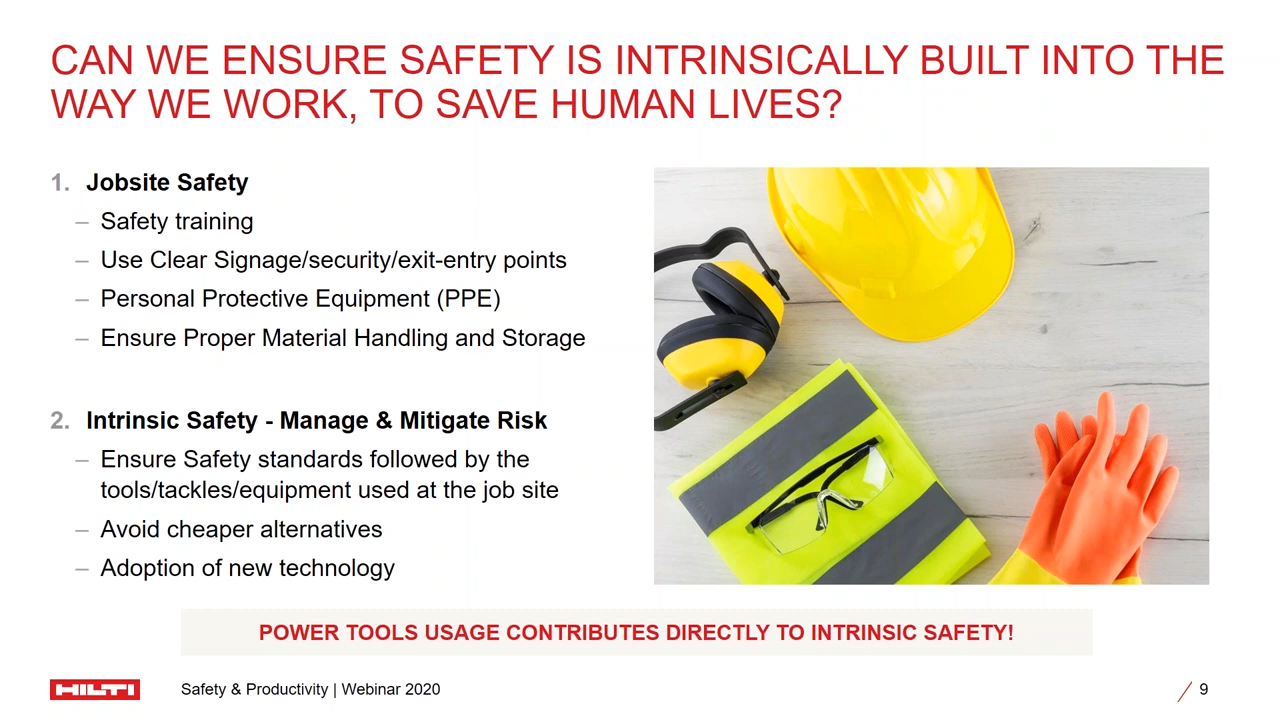 CAN WE ENSURE SAFETY IS INTRINSICALLY BUILT INTO THE
WAY WE WORK, TO SAVE HUMAN LIVES?
1. Jobsite Safety
– Safety training
– Use Clear Signage/security/exit-entry points
– Personal Protective Equipment (PPE)
– Ensure Proper Material Handling and Storage
2. Intrinsic Safety - Manage & Mitigate Risk
– Ensure Safety standards followed by the
tools/tackles/equipment used at the job site
– Avoid cheaper alternatives
– Adoption of new technology
POWER TOOLS USAGE CONTRIBUTES DIRECTLY TO INTRINSIC SAFETY!
HILTI Safety & Productivity | Webinar 2020 9